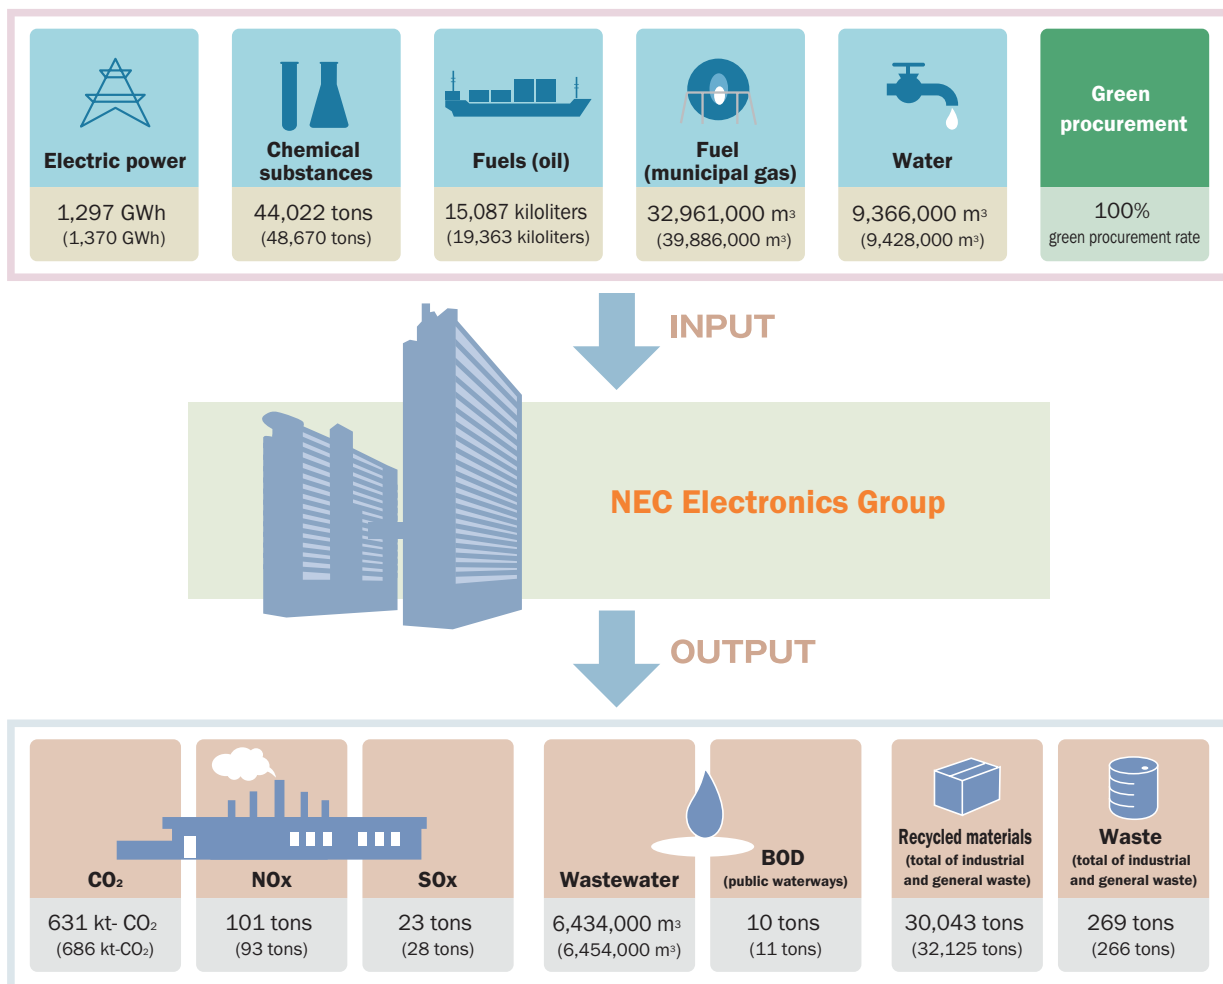 Electric power
1,297 GWh
(1,370 GWh)
Chemical
substances
44,022 tons
(48,670 tons)
Fuels (oil)
15,087 kiloliters
(19,363 kiloliters)
Fuel
(municipal gas)
32,961,000 m³
(39,886,000 m³)
Water
9,366,000 m³
(9,428,000 m³)
Green
procurement
100%
green procurement rate
INPUT
NEC Electronics Group
OUTPUT
CO₂
631 kt- CO₂
(686 kt-CO₂)
NOx
101 tons
(93 tons)
SOx
23 tons
(28 tons)
Wastewater
6,434,000 m³
(6,454,000 m³)
BOD
(public waterways)
10 tons
(11 tons)
Recycled materials
(total of industrial
and general waste)
30,043 tons
(32,125 tons)
Waste
(total of industrial
and general waste)
269 tons
(266 tons)